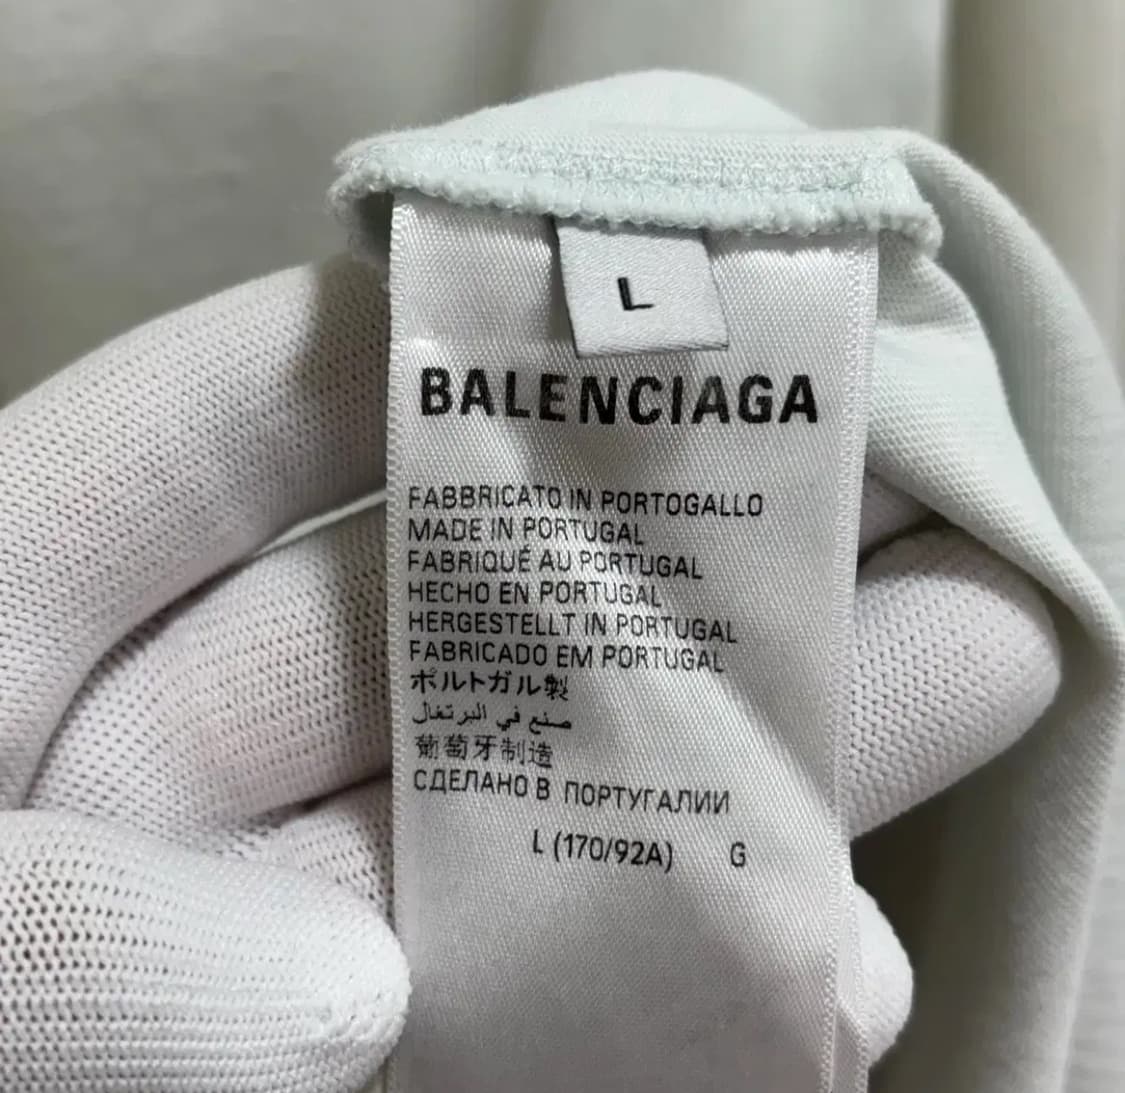 L
BALENCIAGA
FABBRICATO IN PORTOGALLO
MADE IN PORTUGAL
FABRIQUÉ AU PORTUGAL
HECHO EN PORTUGAL
HERGESTELLT IN PORTUGAL
FABRICADO EM PORTUGAL
ポルトガル製
صنع في البرتغال
葡萄牙制造
СДЕЛАНО В ПОРТУГАЛИИ
L (170/92A) G